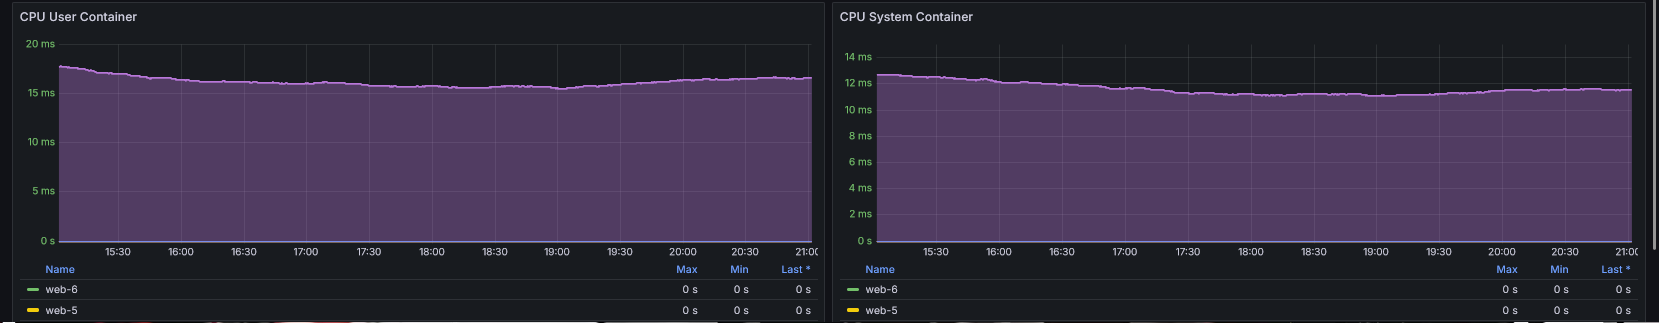 CPU User Container
20 ms
15 ms
10 ms
5 ms
0 s
15:30 16:00 16:30 17:00 17:30 18:00 18:30 19:00 19:30 20:00 20:30 21:00
Name Max Min Last *
web-6 0 s 0 s 0 s
web-5 0 s 0 s 0 s
CPU System Container
14 ms
12 ms
10 ms
8 ms
6 ms
4 ms
2 ms
0 s
15:30 16:00 16:30 17:00 17:30 18:00 18:30 19:00 19:30 20:00 20:30 21:00
Name Max Min Last *
web-6 0 s 0 s 0 s
web-5 0 s 0 s 0 s